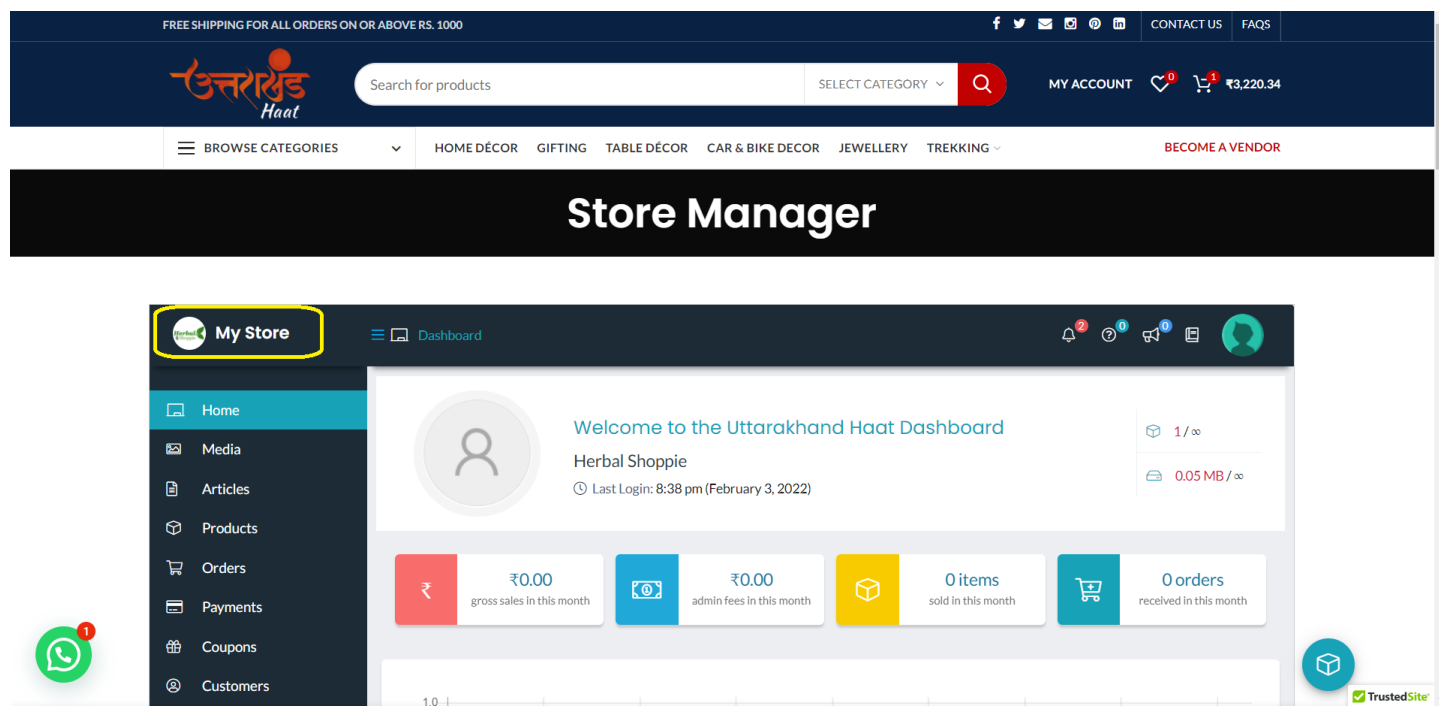 FREE SHIPPING FOR ALL ORDERS ON OR ABOVE RS. 1000
CONTACT US
FAQS
उत्तराखंड
Haat
Search for products
SELECT CATEGORY
MY ACCOUNT
0
1
₹3,220.34
BROWSE CATEGORIES
HOME DÉCOR
GIFTING
TABLE DÉCOR
CAR & BIKE DECOR
JEWELLERY
TREKKING
BECOME A VENDOR
Store Manager
Herbal
Shoppie
My Store
Dashboard
2
0
0
Home
Media
Articles
Products
Orders
Payments
Coupons
Customers
Welcome to the Uttarakhand Haat Dashboard
Herbal Shoppie
Last Login: 8:38 pm (February 3, 2022)
1 / ∞
0.05 MB / ∞
₹
₹0.00
gross sales in this month
₹0.00
admin fees in this month
0 items
sold in this month
0 orders
received in this month
1.0
1
TrustedSite